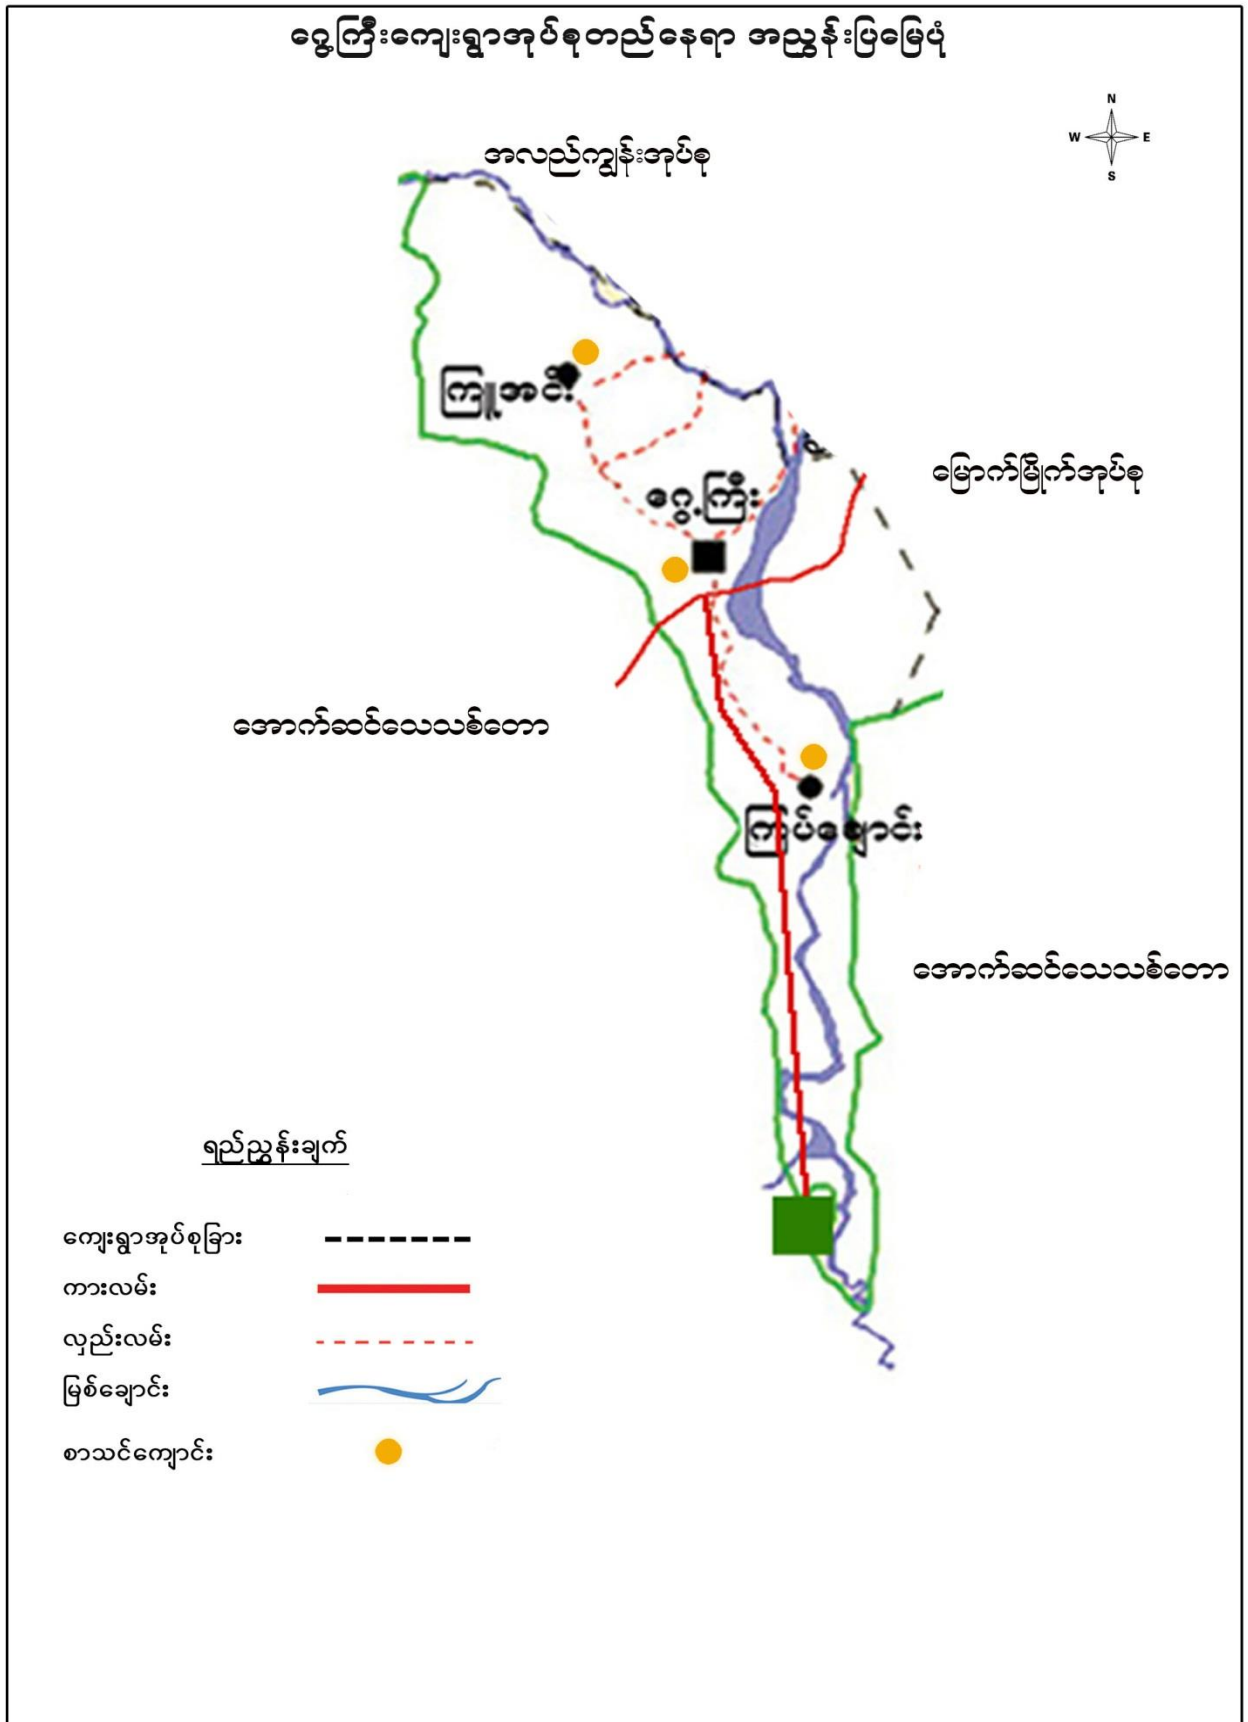 ငွေ့ကြီးကျေးရွာအုပ်စုတည်နေရာ အညွှန်းပြမြေပုံ
N
W E
S
အလည်ကျွန်းအုပ်စု
ကြူအင်း
မြောက်မြိုက်အုပ်စု
ငွေ့ကြီး
အောက်ဆင်သေသစ်တော
ကြပ်ချောင်း
အောက်ဆင်သေသစ်တော
ရည်ညွှန်းချက်
ကျေးရွာအုပ်စုခြား
ကားလမ်း
လှည်းလမ်း
မြစ်ချောင်း
စာသင်ကျောင်း